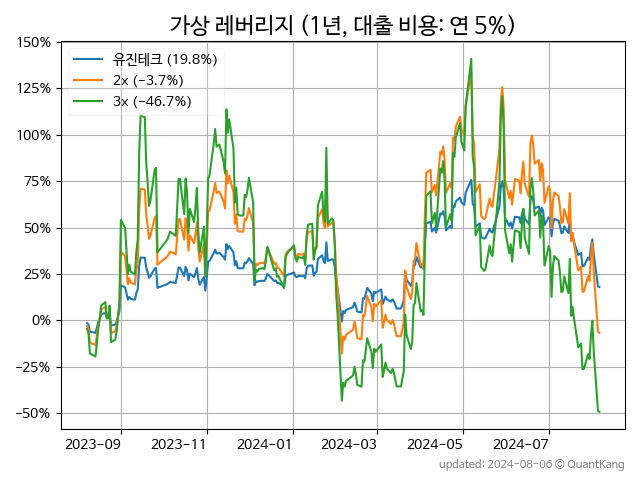 가상 레버리지 (1년, 대출 비용: 연 5%)
150%
125%
100%
75%
50%
25%
0%
−25%
−50%
유진테크 (19.8%)
2x (−3.7%)
3x (−46.7%)
2023-09 2023-11 2024-01 2024-03 2024-05 2024-07
updated: 2024-08-06 © QuantKang